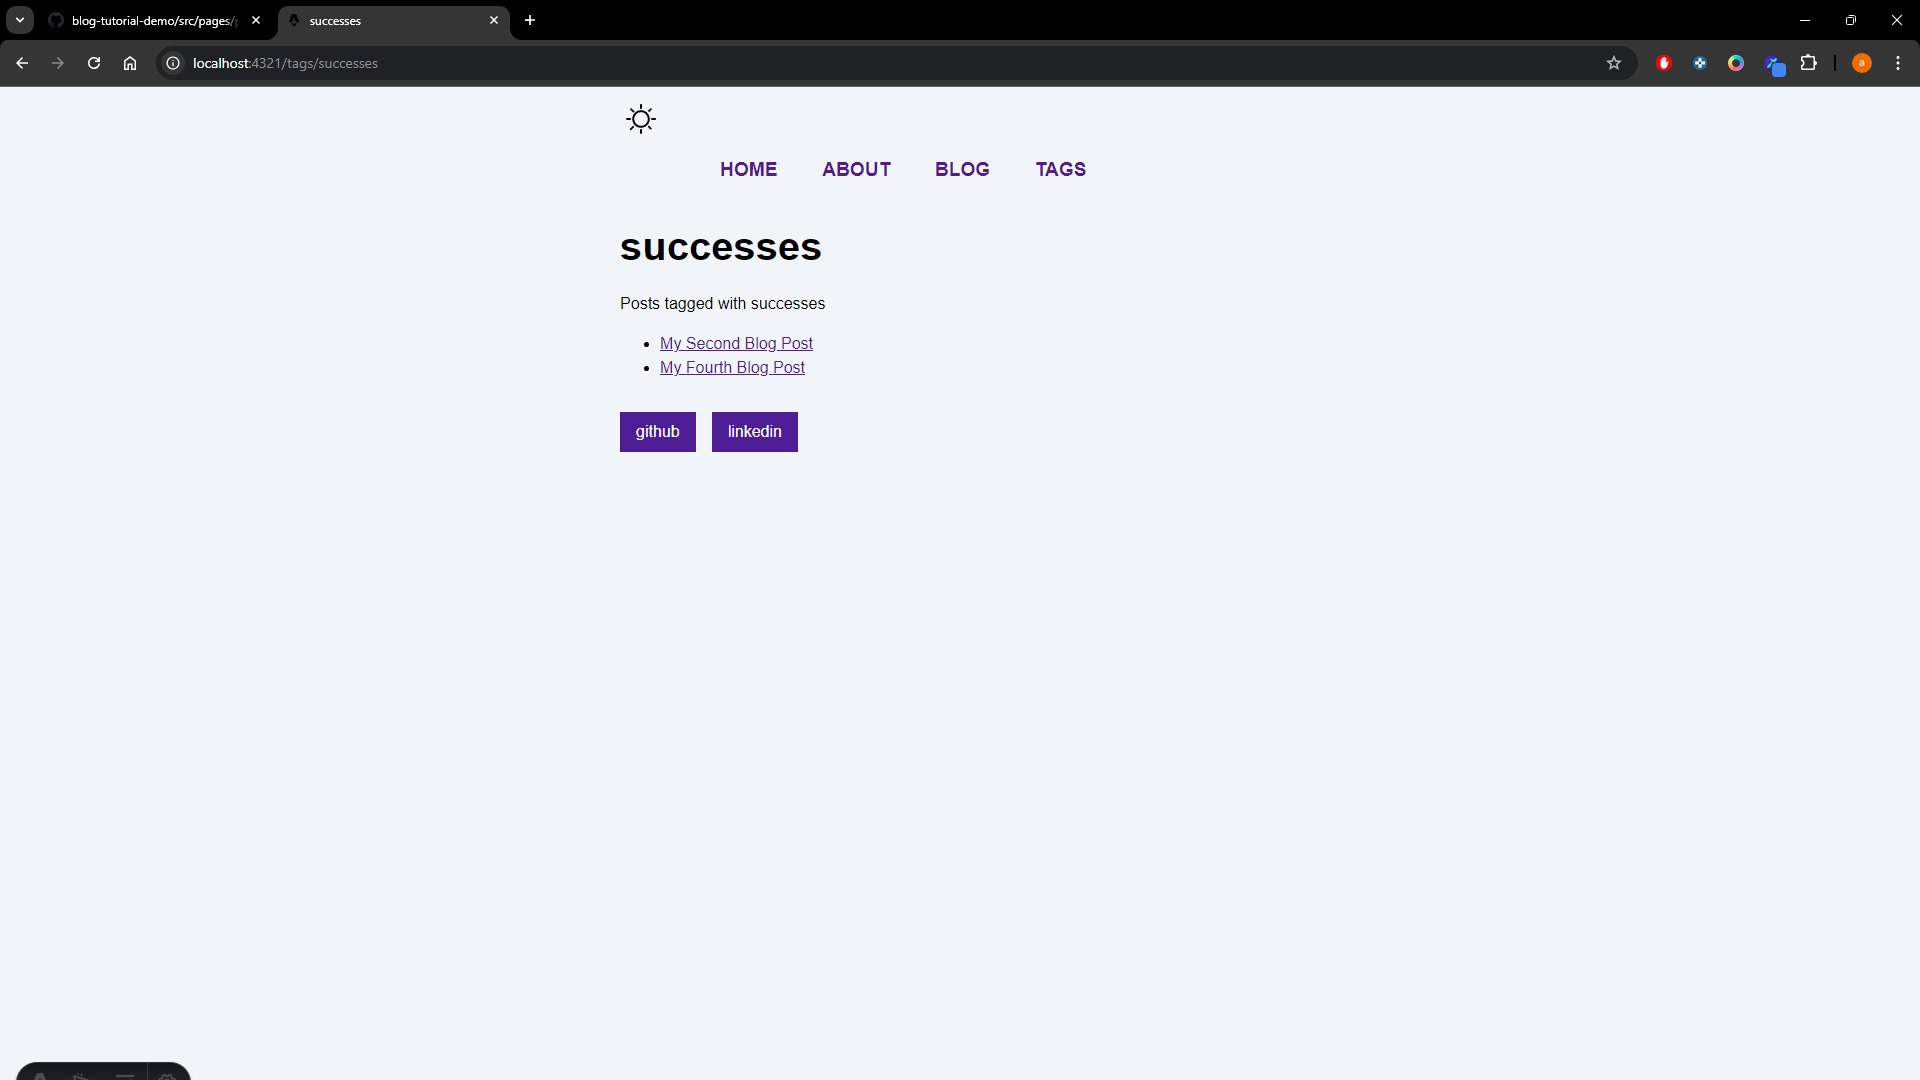 blog-tutorial-demo/src/pages/
successes
localhost:4321/tags/successes
a
HOME ABOUT BLOG TAGS
successes
Posts tagged with successes
My Second Blog Post
My Fourth Blog Post
github linkedin